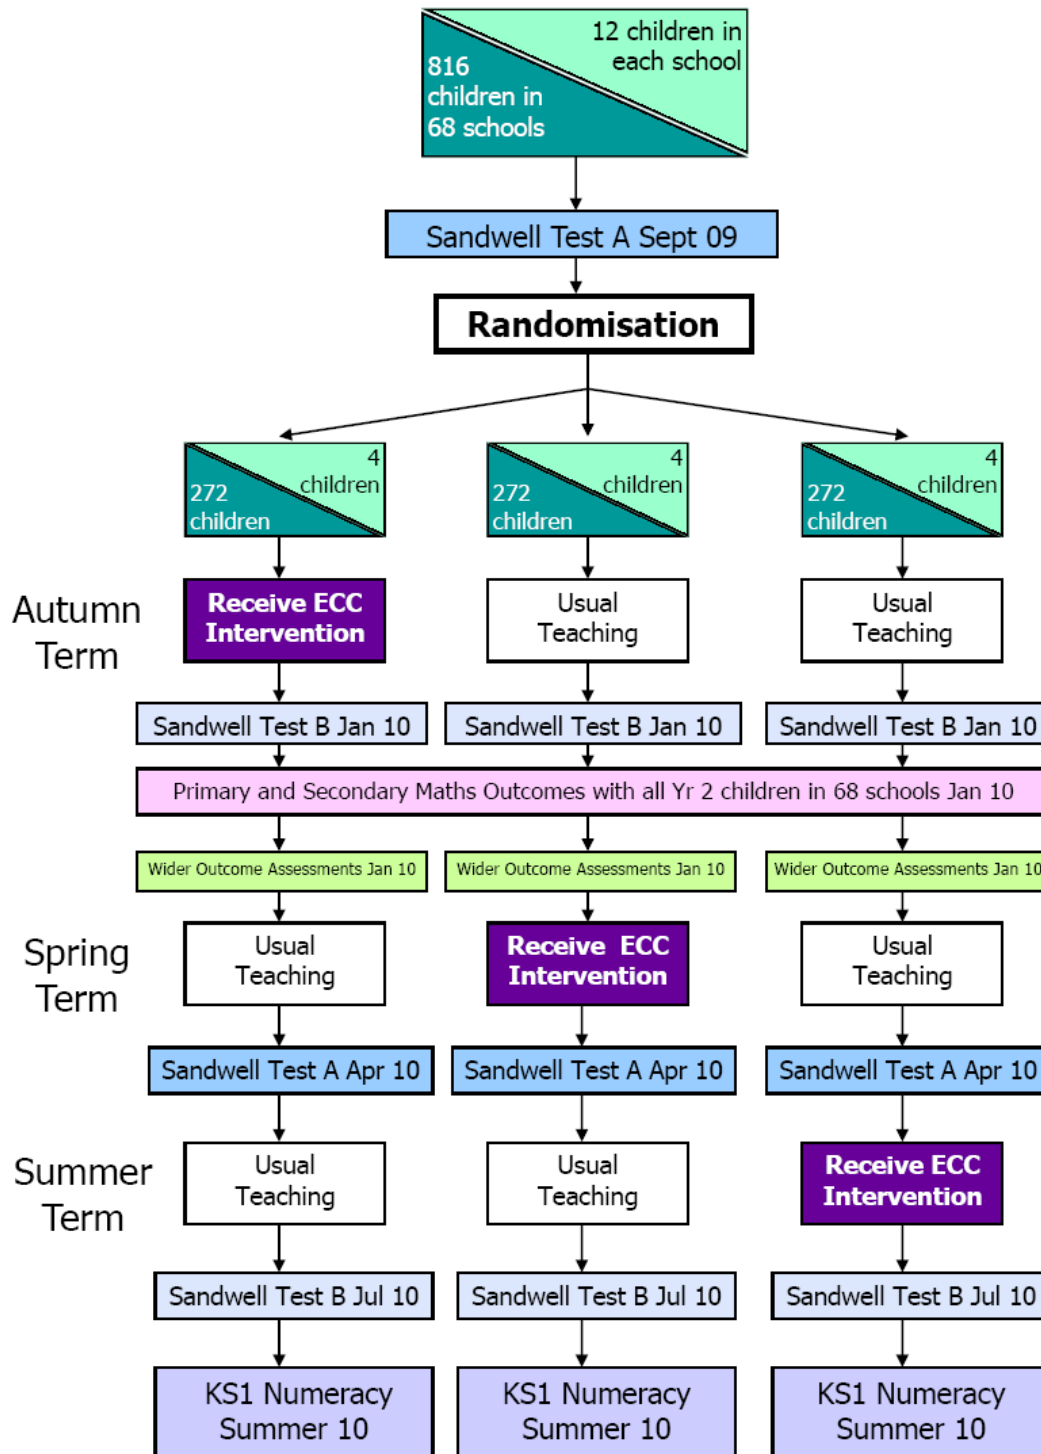 12 children in
each school
816
children in
68 schools
Sandwell Test A Sept 09
Randomisation
4
children
272
children
4
children
272
children
4
children
272
children
Autumn
Term
Receive ECC
Intervention
Usual
Teaching
Usual
Teaching
Sandwell Test B Jan 10
Sandwell Test B Jan 10
Sandwell Test B Jan 10
Primary and Secondary Maths Outcomes with all Yr 2 children in 68 schools Jan 10
Wider Outcome Assessments Jan 10
Wider Outcome Assessments Jan 10
Wider Outcome Assessments Jan 10
Spring
Term
Usual
Teaching
Receive ECC
Intervention
Usual
Teaching
Sandwell Test A Apr 10
Sandwell Test A Apr 10
Sandwell Test A Apr 10
Summer
Term
Usual
Teaching
Usual
Teaching
Receive ECC
Intervention
Sandwell Test B Jul 10
Sandwell Test B Jul 10
Sandwell Test B Jul 10
KS1 Numeracy
Summer 10
KS1 Numeracy
Summer 10
KS1 Numeracy
Summer 10